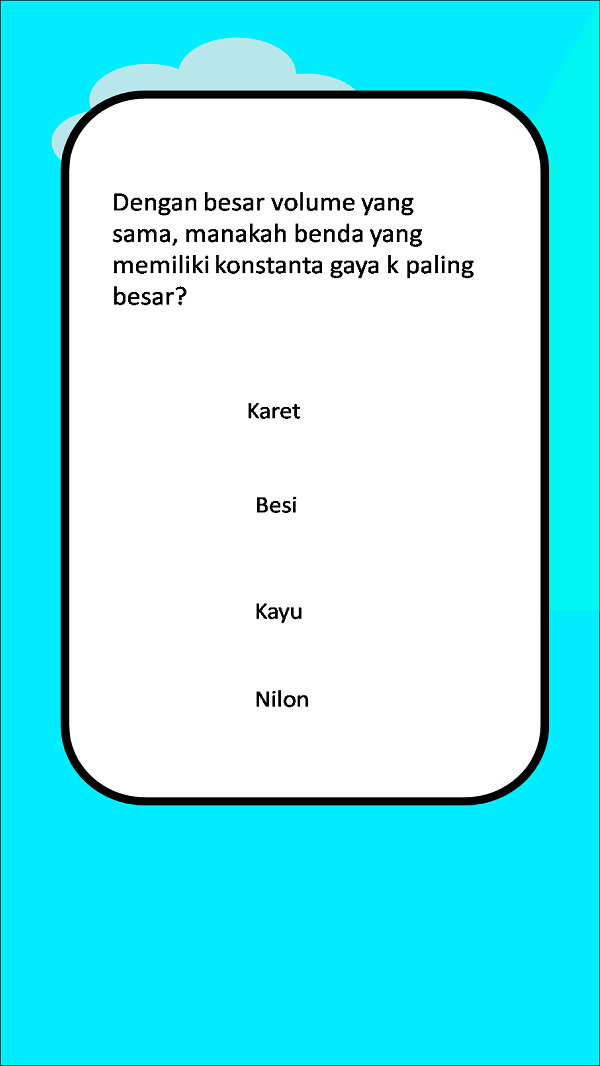 Dengan besar volume yang
sama, manakah benda yang
memiliki konstanta gaya k paling
besar?
Karet
Besi
Kayu
Nilon